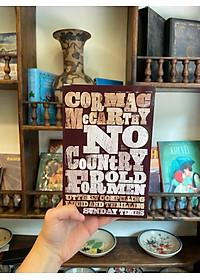 CORMAC
MCCARTHY
NO
COUNTRY
FOR OLD
MEN
UTTERLY COMPELLING
LUCID AND THRILLING
SUNDAY TIMES